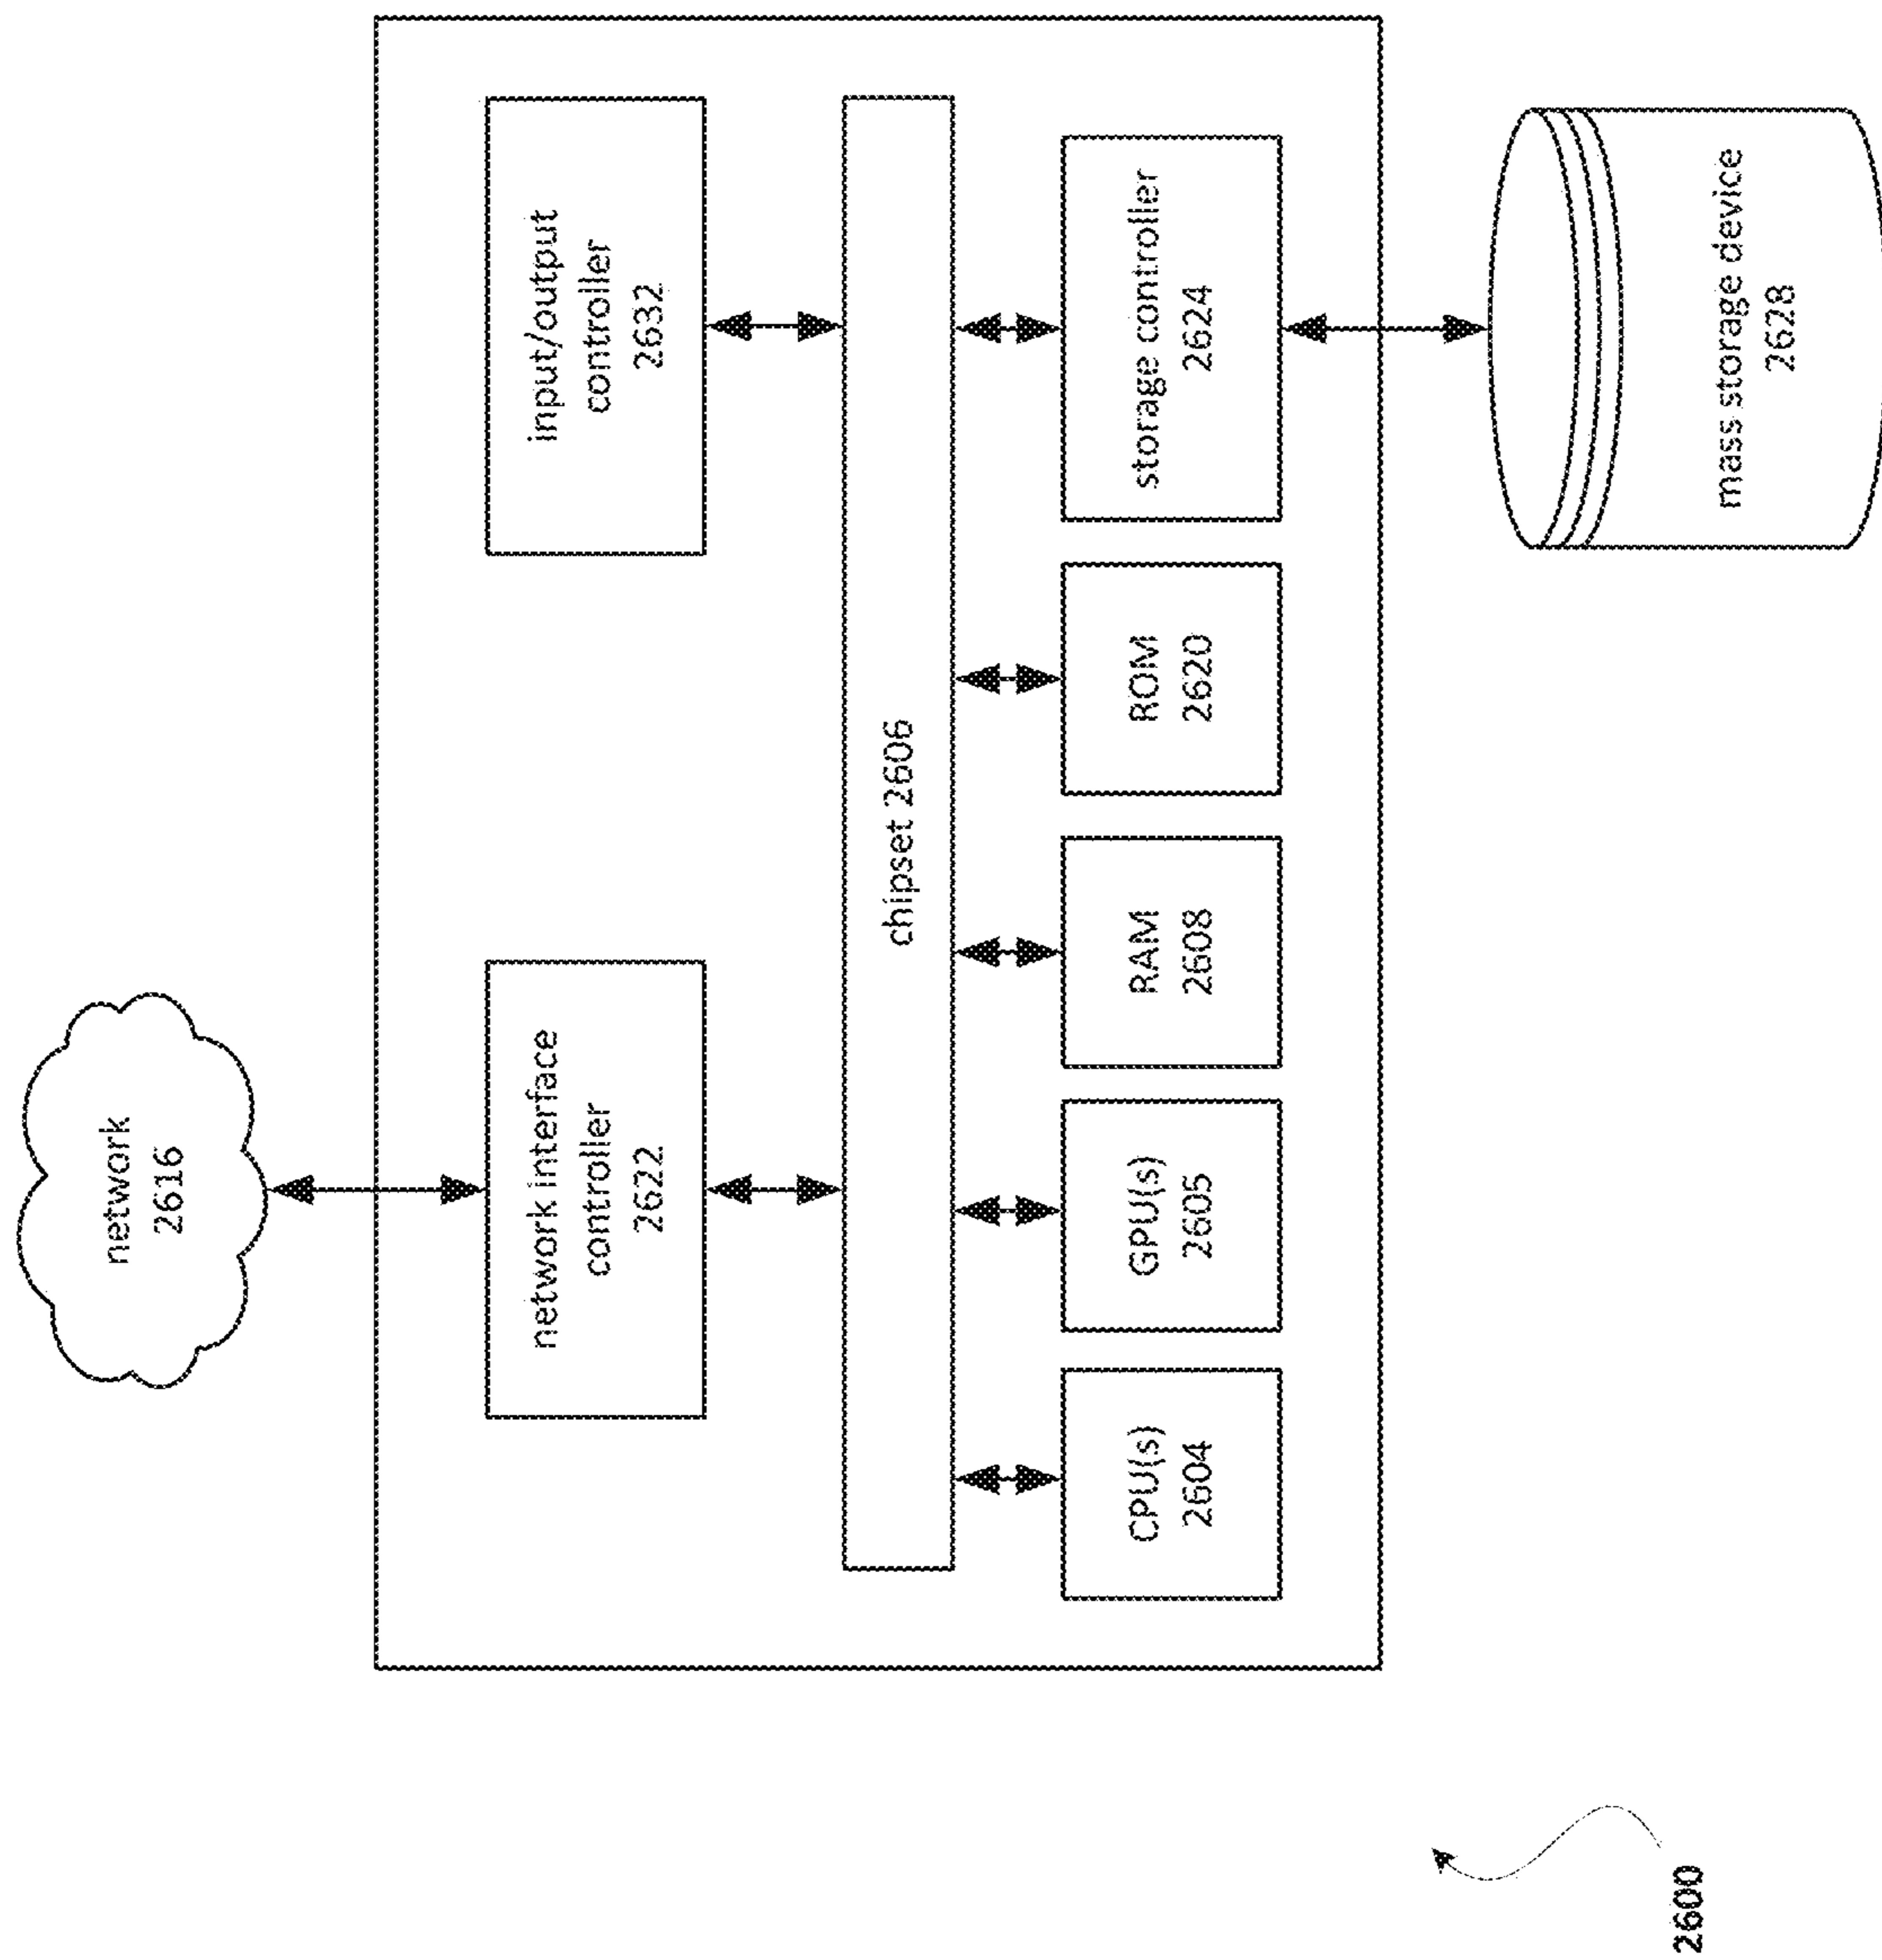 network
2616
network interface
controller
2622
input/output
controller
2632
chipset 2606
CPU(s)
2604
GPU(s)
2605
RAM
2608
ROM
2620
storage controller
2624
mass storage device
2628
2600